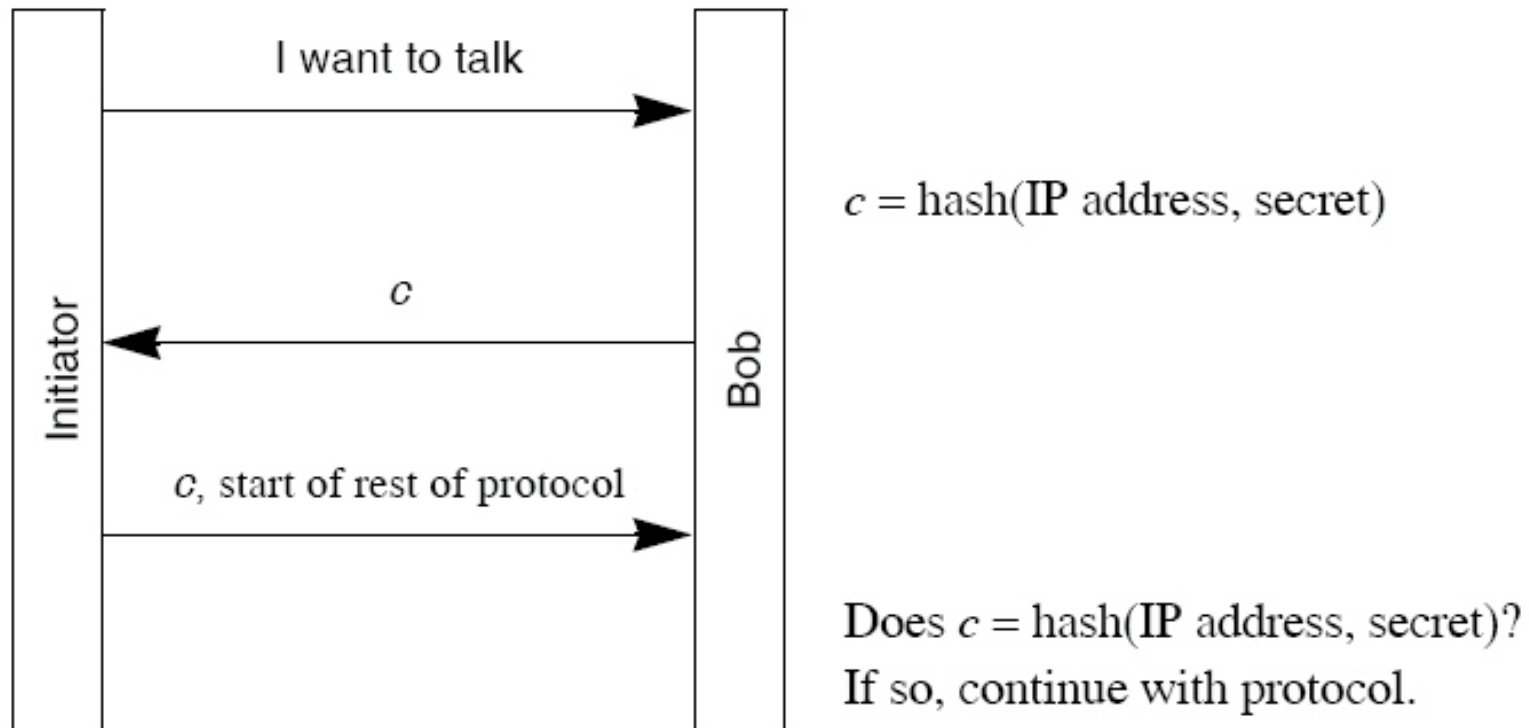 I want to talk
c = hash(IP address, secret)
c
Initiator
Bob
c, start of rest of protocol
Does c = hash(IP address, secret)?
If so, continue with protocol.